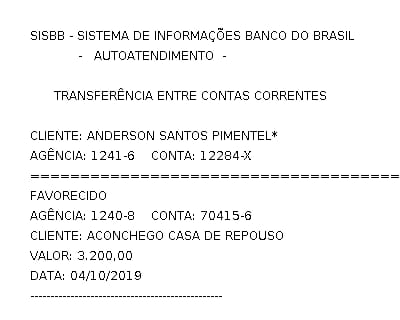 SISBB - SISTEMA DE INFORMAÇÕES BANCO DO BRASIL
- AUTOATENDIMENTO -
TRANSFERÊNCIA ENTRE CONTAS CORRENTES
CLIENTE: ANDERSON SANTOS PIMENTEL*
AGÊNCIA: 1241-6 CONTA: 12284-X
=====================================
FAVORECIDO
AGÊNCIA: 1240-8 CONTA: 70415-6
CLIENTE: ACONCHEGO CASA DE REPOUSO
VALOR: 3.200,00
DATA: 04/10/2019
------------------------------------------------